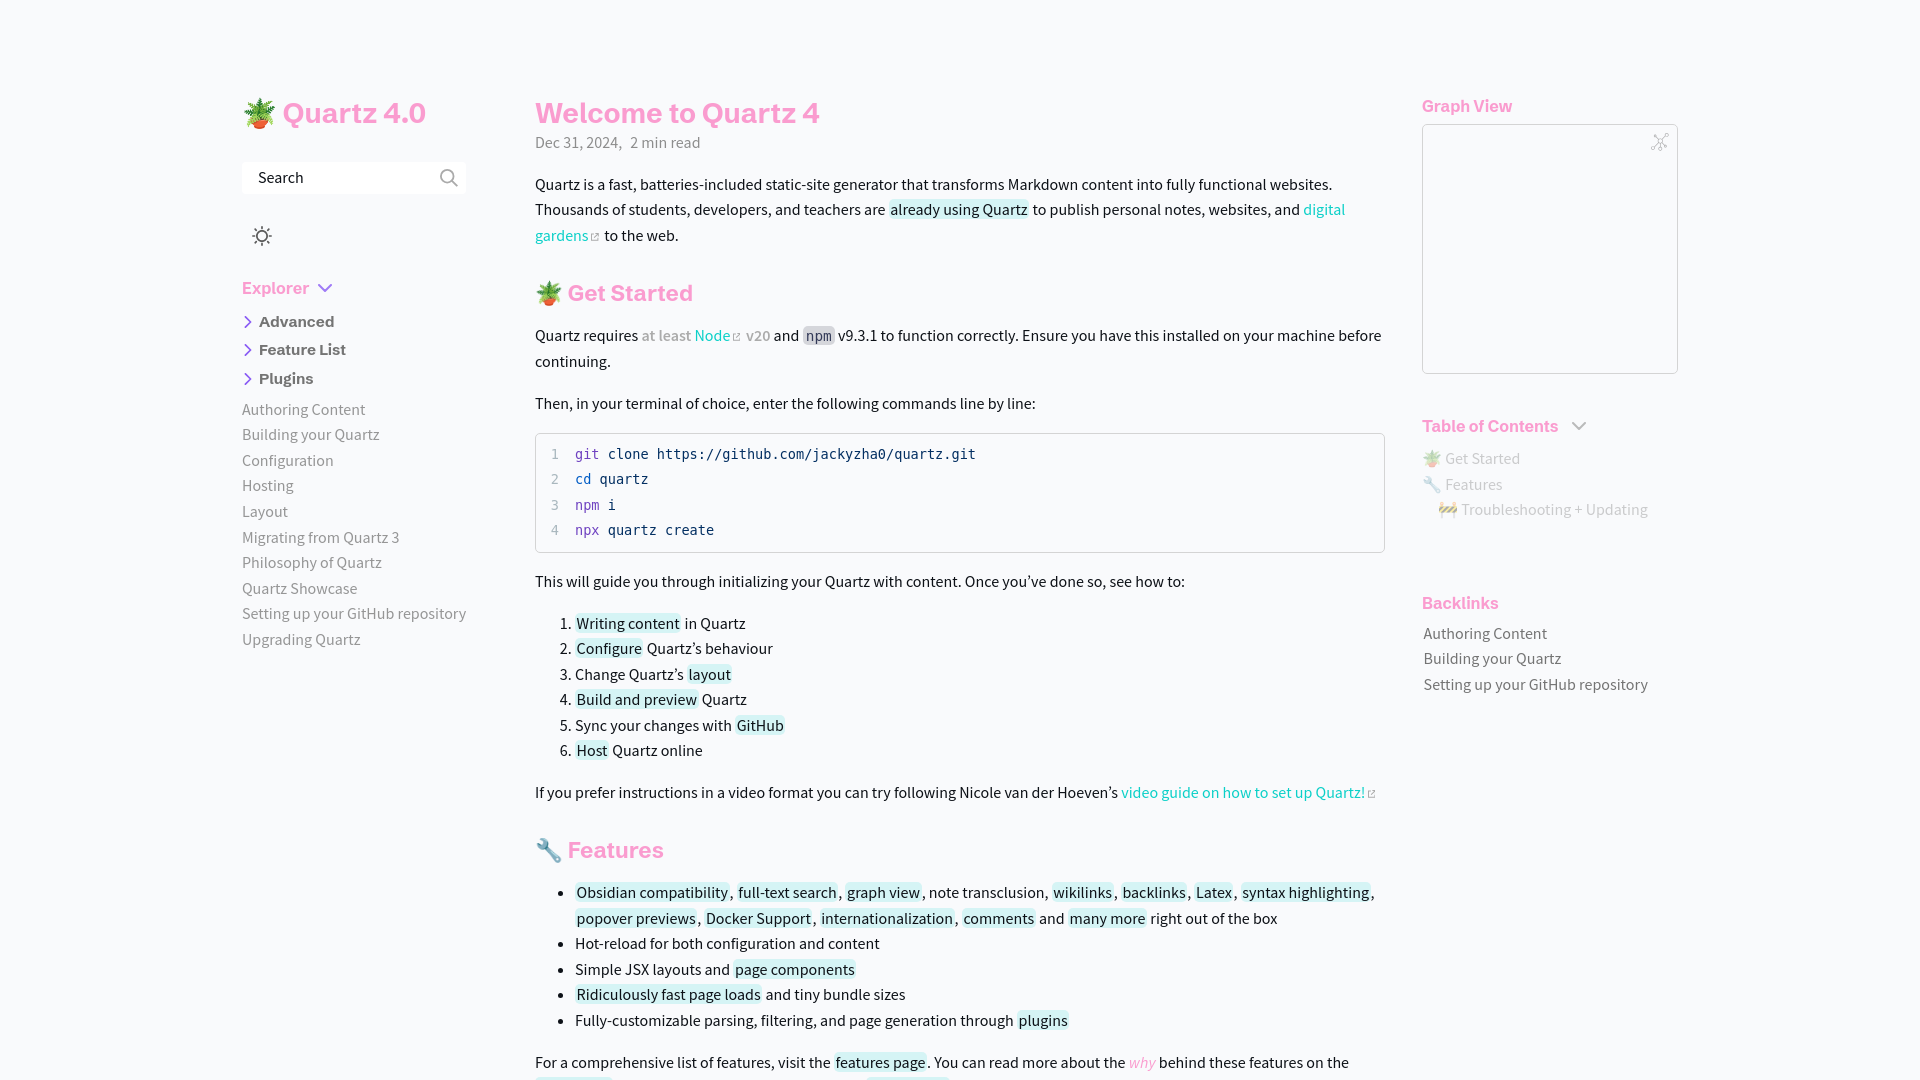 🪴 Quartz 4.0
Search
Explorer
Advanced
Feature List
Plugins
Authoring Content
Building your Quartz
Configuration
Hosting
Layout
Migrating from Quartz 3
Philosophy of Quartz
Quartz Showcase
Setting up your GitHub repository
Upgrading Quartz
Welcome to Quartz 4
Dec 31, 2024, 2 min read
Quartz is a fast, batteries-included static-site generator that transforms Markdown content into fully functional websites.
Thousands of students, developers, and teachers are already using Quartz to publish personal notes, websites, and digital
gardens to the web.
🪴 Get Started
Quartz requires at least Node v20 and npm v9.3.1 to function correctly. Ensure you have this installed on your machine before
continuing.
Then, in your terminal of choice, enter the following commands line by line:
1 git clone https://github.com/jackyzha0/quartz.git
2 cd quartz
3 npm i
4 npx quartz create
This will guide you through initializing your Quartz with content. Once you’ve done so, see how to:
1. Writing content in Quartz
2. Configure Quartz’s behaviour
3. Change Quartz’s layout
4. Build and preview Quartz
5. Sync your changes with GitHub
6. Host Quartz online
If you prefer instructions in a video format you can try following Nicole van der Hoeven’s video guide on how to set up Quartz!
🔧 Features
• Obsidian compatibility, full-text search, graph view, note transclusion, wikilinks, backlinks, Latex, syntax highlighting,
popover previews, Docker Support, internationalization, comments and many more right out of the box
• Hot-reload for both configuration and content
• Simple JSX layouts and page components
• Ridiculously fast page loads and tiny bundle sizes
• Fully-customizable parsing, filtering, and page generation through plugins
For a comprehensive list of features, visit the features page. You can read more about the why behind these features on the
Graph View
Table of Contents
🪴 Get Started
🔧 Features
🚧 Troubleshooting + Updating
Backlinks
Authoring Content
Building your Quartz
Setting up your GitHub repository